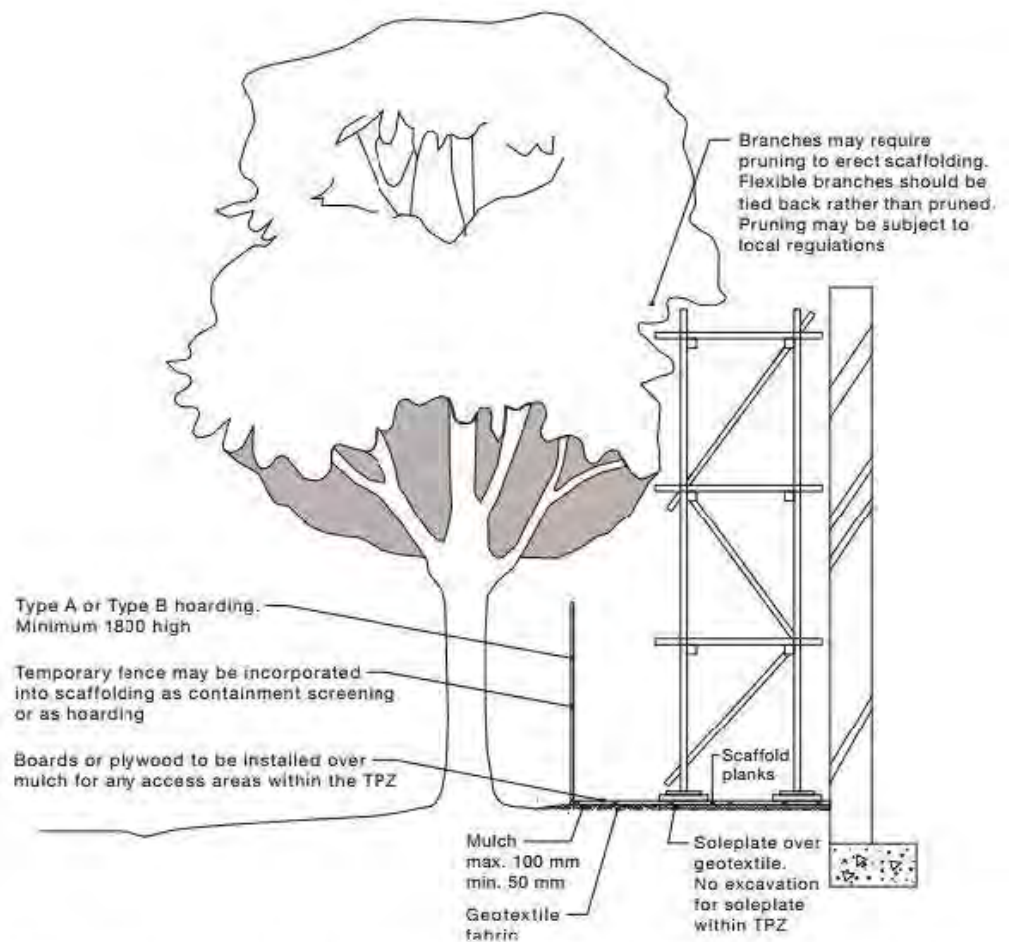 Branches may require
pruning to erect scaffolding.
Flexible branches should be
tied back rather than pruned.
Pruning may be subject to
local regulations
Type A or Type B hoarding.
Minimum 1800 high
Temporary fence may be incorporated
into scaffolding as containment screening
or as hoarding
Boards or plywood to be installed over
mulch for any access areas within the TPZ
Scaffold
planks
Mulch
max. 100 mm
min. 50 mm
Geotextile
fabric
Soleplate over
geotextile.
No excavation
for soleplate
within TPZ